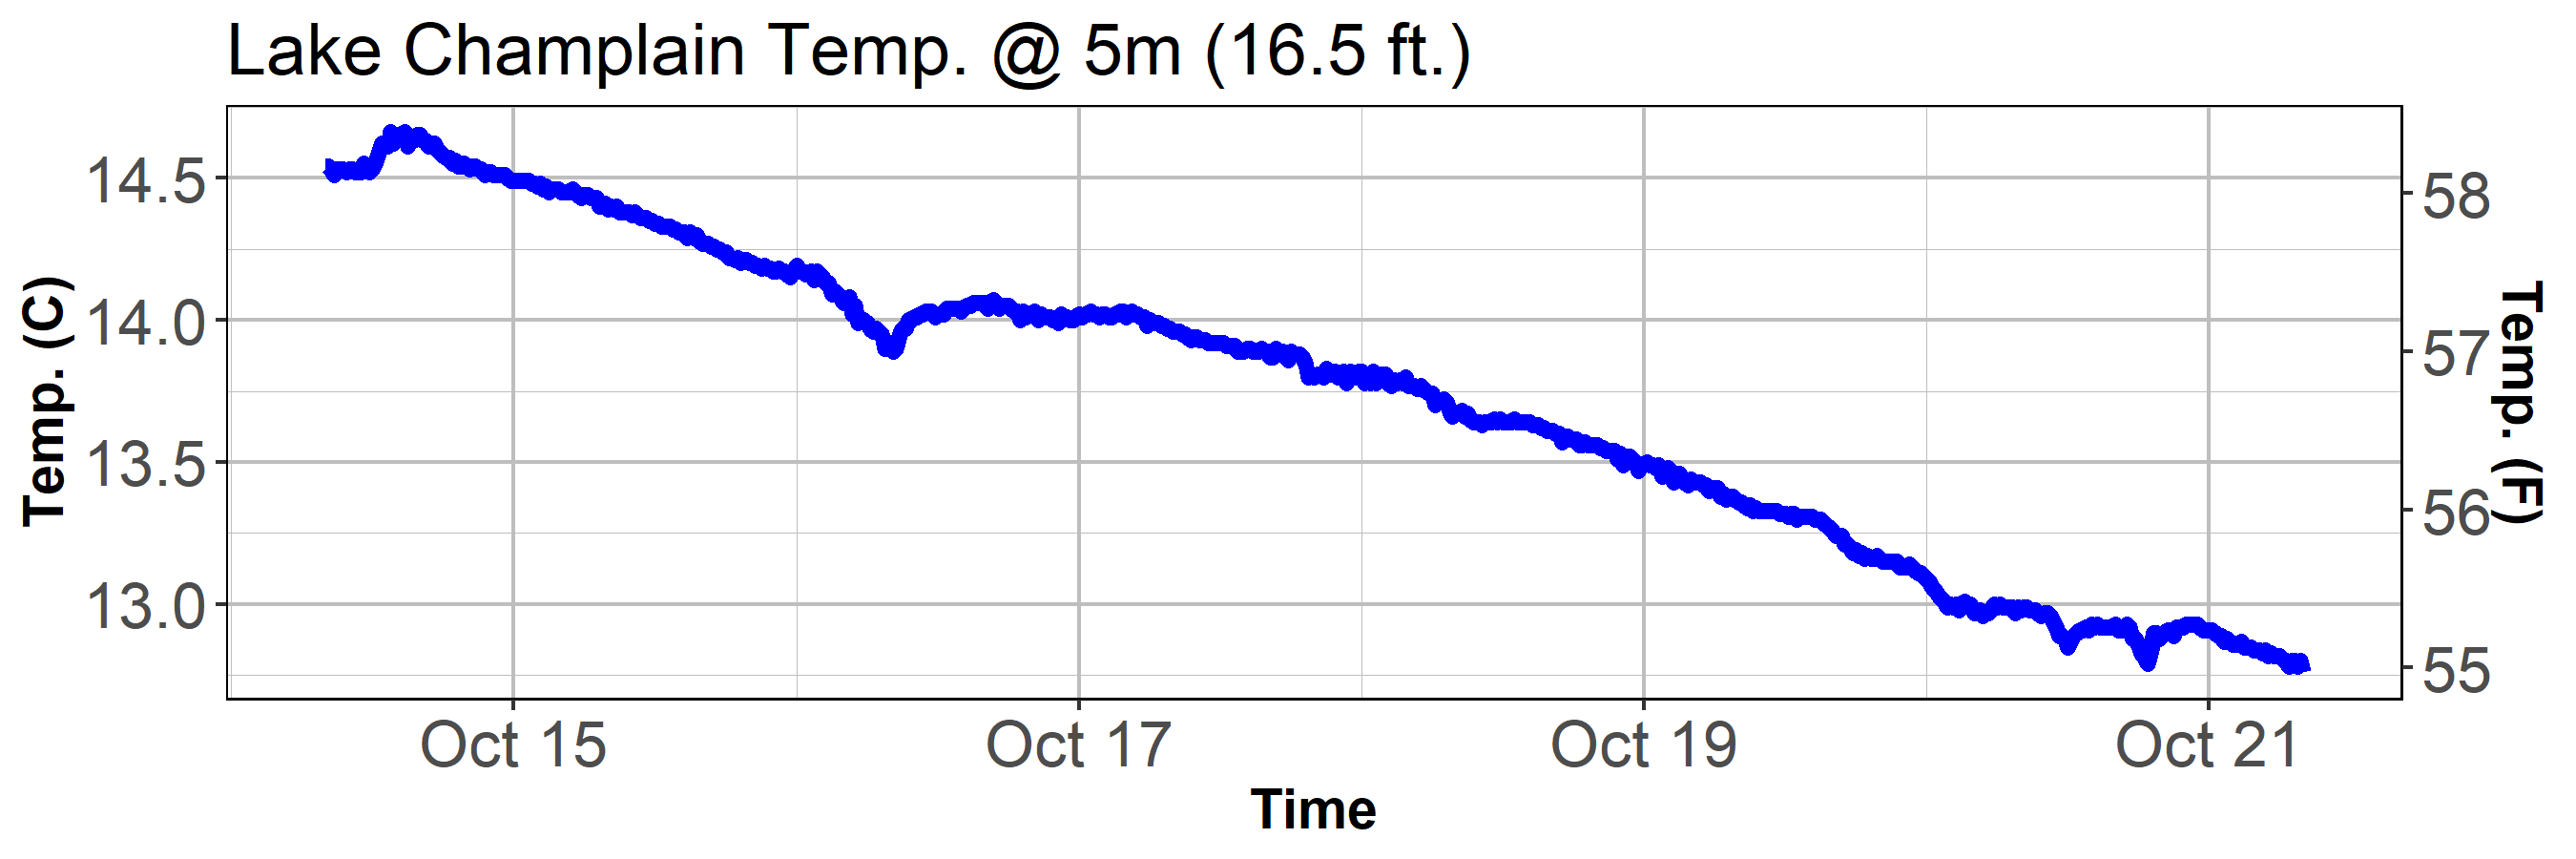 Lake Champlain Temp. @ 5m (16.5 ft.)
Temp. (C)
14.5
14.0
13.5
13.0
58
57
56
55
Temp. (F)
Oct 15 Oct 17 Oct 19 Oct 21
Time